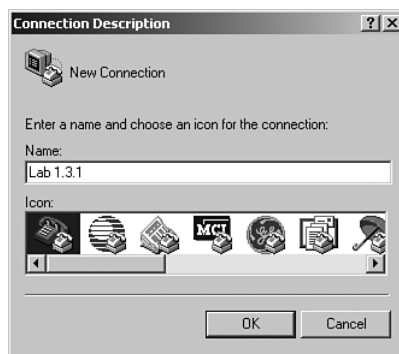 Connection Description
New Connection
Enter a name and choose an icon for the connection:
Name:
Lab 1.3.1
Icon:
MCI
OK Cancel